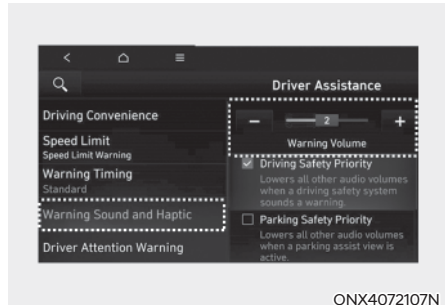 Driver Assistance
Driving Convenience
Speed Limit
Speed Limit Warning
Warning Timing
Standard
Warning Sound and Haptic
Driver Attention Warning
− 2 +
Warning Volume
Driving Safety Priority
Lowers all other audio volumes
when a driving safety system
sounds a warning.
Parking Safety Priority
Lowers all other audio volumes
when a parking assist view is
active.
ONX4072107N